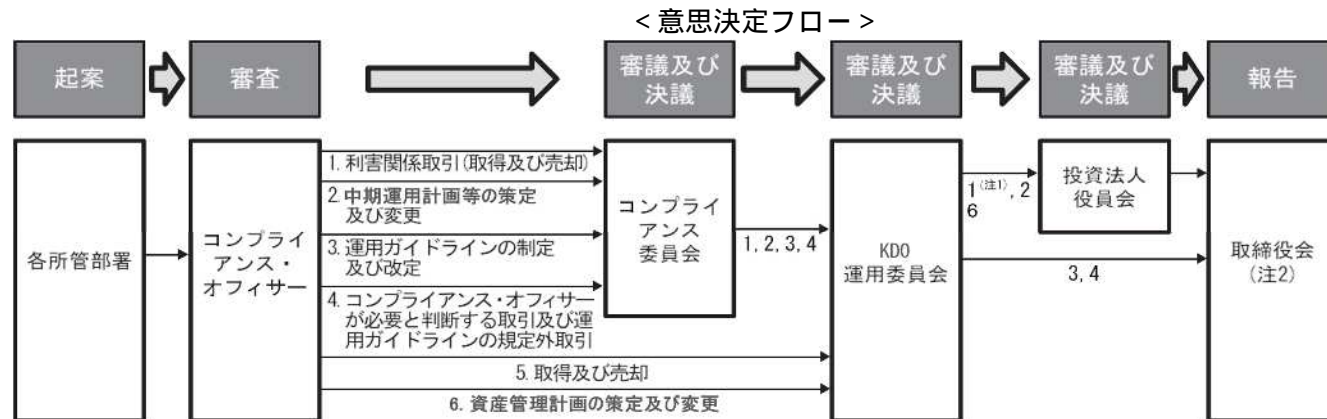 ＜意思決定フロー＞
起案
審査
審議及び
決議
審議及び
決議
審議及び
決議
報告
各所管部署
コンプライ
アンス・
オフィサー
1. 利害関係取引(取得及び売却)
2. 中期運用計画等の策定
及び変更
3. 運用ガイドラインの制定
及び改定
4. コンプライアンス・オフィサー
が必要と判断する取引及び運
用ガイドラインの規定外取引
5. 取得及び売却
6. 資産管理計画の策定及び変更
コンプライ
アンス
委員会
1, 2, 3, 4
KDO
運用委員会
1(注1), 2
6
3, 4
投資法人
役員会
取締役会
(注2)